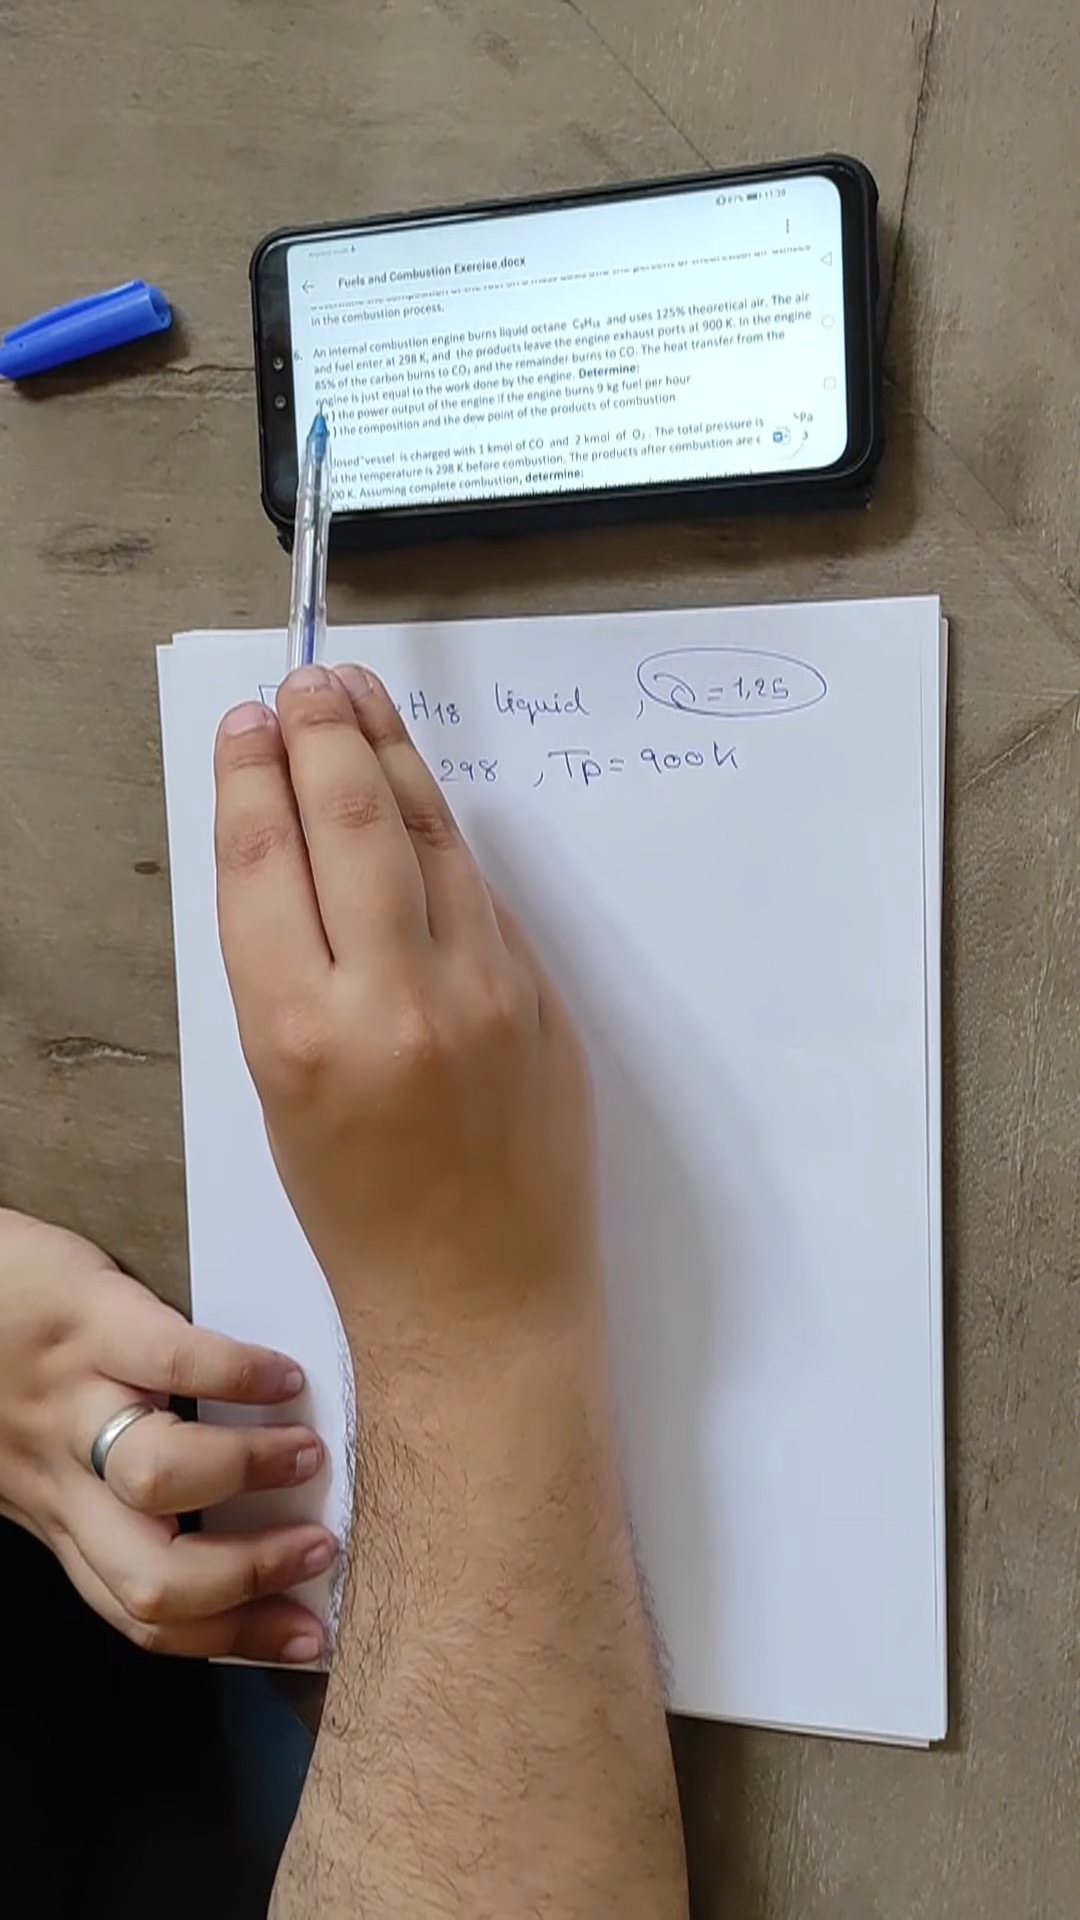 87% 11:39
Fuels and Combustion Exercise.docx
in the combustion process.
6. An internal combustion engine burns liquid octane C₈H₁₈ and uses 125% theoretical air. The air
and fuel enter at 298 K, and the products leave the engine exhaust ports at 900 K. In the engine
85% of the carbon burns to CO₂ and the remainder burns to CO. The heat transfer from the
engine is just equal to the work done by the engine. Determine:
) the power output of the engine if the engine burns 9 kg fuel per hour
) the composition and the dew point of the products of combustion
losed vessel is charged with 1 kmol of CO and 2 kmol of O₂. The total pressure is
kPa
the temperature is 298 K before combustion. The products after combustion are
00 K. Assuming complete combustion, determine:
H18 liquid , λ = 1,25
298 , Tp = 900K